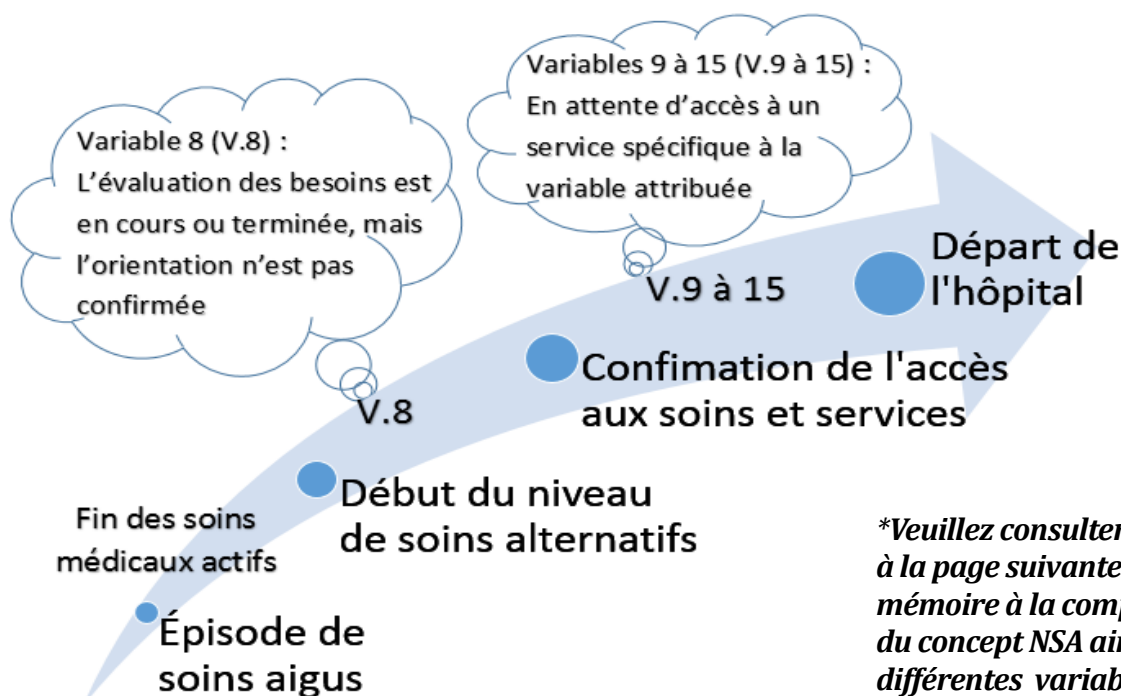 Variables 9 à 15 (V.9 à 15) :
En attente d'accès à un
service spécifique à la
variable attribuée
Variable 8 (V.8) :
L'évaluation des besoins est
en cours ou terminée, mais
l'orientation n'est pas
confirmée
Départ de
l'hôpital
V.9 à 15
Confimation de l'accès
aux soins et services
V.8
Début du niveau
de soins alternatifs
Fin des soins
médicaux actifs
Épisode de
soins aigus
*Veuillez consulter
à la page suivante
mémoire à la comp
du concept NSA ain
différentes variab